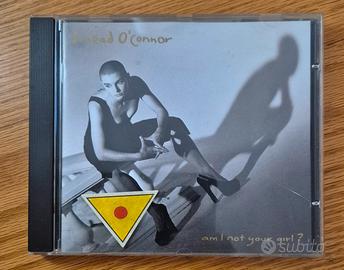 Sinéad O'Connor
am I not your girl?
subito